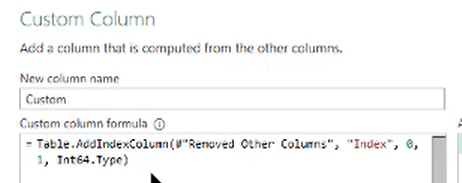 Custom Column
Add a column that is computed from the other columns.
New column name
Custom
Custom column formula
= Table.AddIndexColumn(#"Removed Other Columns", "Index", 0,
1, Int64.Type)